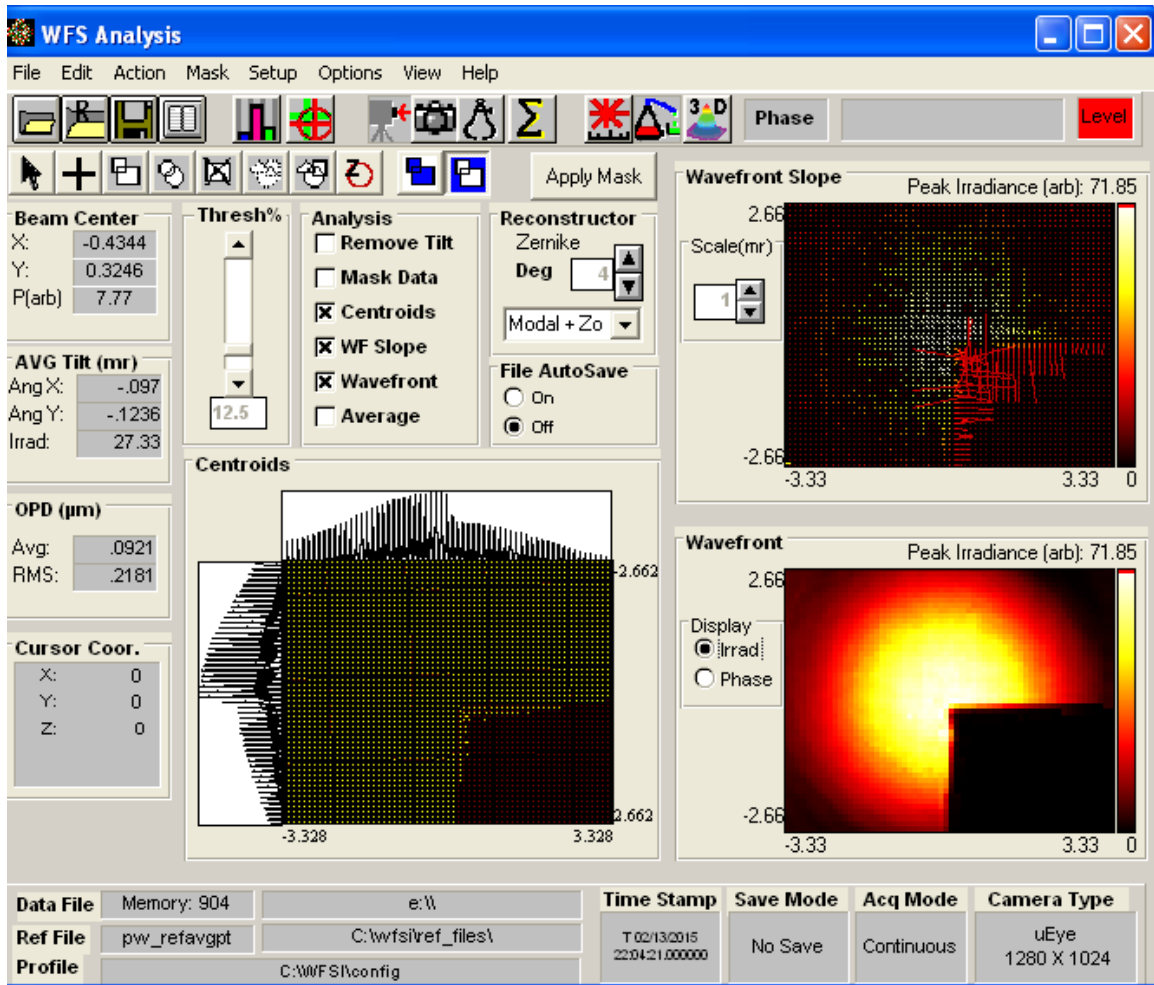 WFS Analysis
File Edit Action Mask Setup Options View Help
R 3 D Phase Level
Z Apply Mask
Beam Center
X: -0.4344
Y: 0.3246
P(arb) 7.77
AVG Tilt (mr)
Ang X: -.097
Ang Y: -.1236
Irrad: 27.33
OPD (µm)
Avg: .0921
RMS: .2181
Cursor Coor.
X: 0
Y: 0
Z: 0
Thresh%
12.5
Analysis
Remove Tilt
Mask Data
Centroids
WF Slope
Wavefront
Average
Reconstructor
Zernike
Deg 4
Modal + Zo
File AutoSave
On
Off
Centroids
-2.662
2.662
-3.328 3.328
Wavefront Slope
Peak Irradiance (arb): 71.85
2.66
Scale(mr)
1
-2.66
-3.33 3.33 0
Wavefront
Peak Irradiance (arb): 71.85
2.66
Display
Irrad
Phase
-2.66
-3.33 3.33 0
Data File Memory: 904 e:\\
Ref File pw_refavgpt C:\wfsi\ref_files\
Profile C:\WFSI\config
Time Stamp
T 02/13/2015
22:04:21.000000
Save Mode
No Save
Acq Mode
Continuous
Camera Type
uEye
1280 X 1024